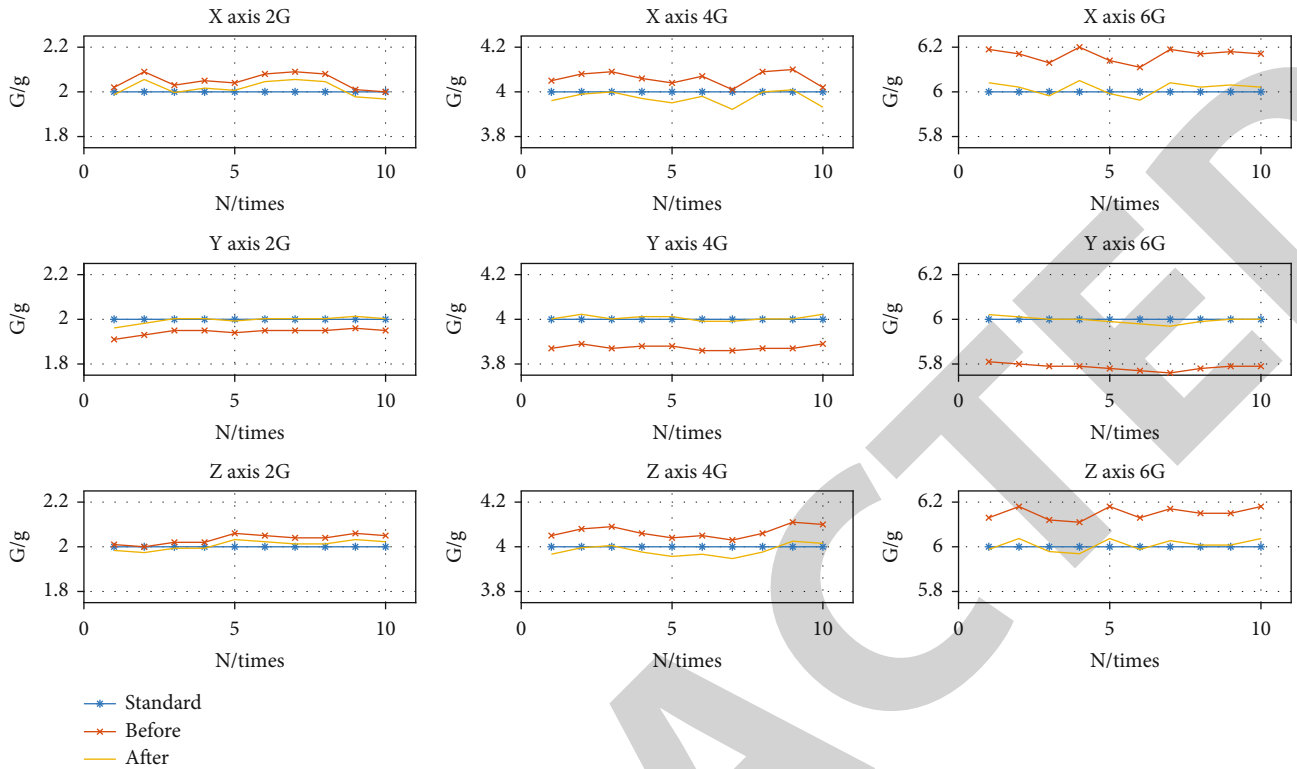 X axis 2G
X axis 4G
X axis 6G
2.2
2
1.8
G/g
0
5
10
N/times
4.2
4
3.8
G/g
0
5
10
N/times
6.2
6
5.8
G/g
0
5
10
N/times
Y axis 2G
Y axis 4G
Y axis 6G
2.2
2
1.8
G/g
0
5
10
N/times
4.2
4
3.8
G/g
0
5
10
N/times
6.2
6
5.8
G/g
0
5
10
N/times
Z axis 2G
Z axis 4G
Z axis 6G
2.2
2
1.8
G/g
0
5
10
N/times
4.2
4
3.8
G/g
0
5
10
N/times
6.2
6
5.8
G/g
0
5
10
N/times
Standard
Before
After
ACTED